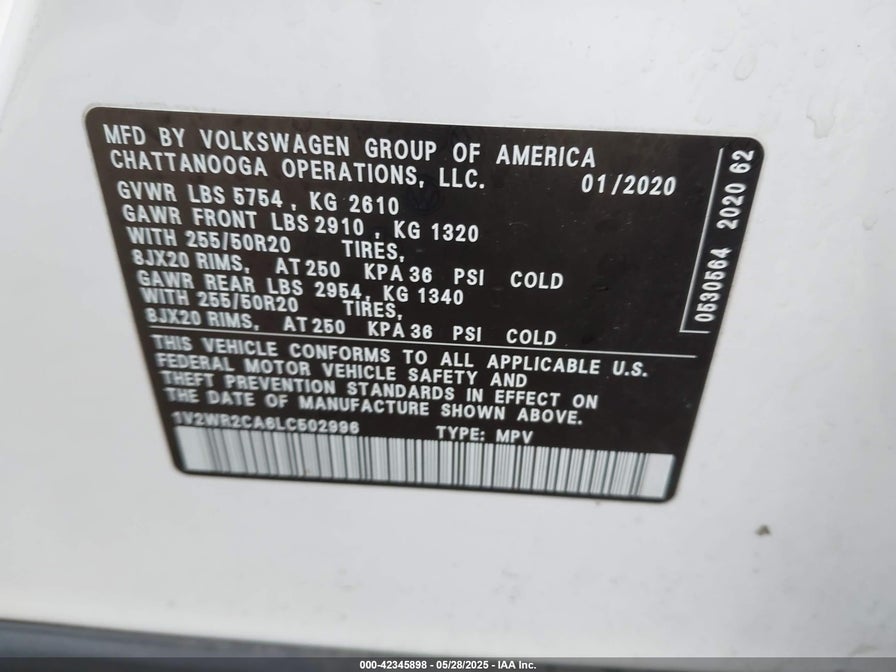 MFD BY VOLKSWAGEN GROUP OF AMERICA
CHATTANOOGA OPERATIONS, LLC. 01/2020
GVWR LBS 5754, KG 2610
GAWR FRONT LBS 2910, KG 1320
WITH 255/50R20 TIRES,
8JX20 RIMS, AT 250 KPA 36 PSI COLD
GAWR REAR LBS 2954, KG 1340
WITH 255/50R20 TIRES,
8JX20 RIMS, AT 250 KPA 36 PSI COLD
THIS VEHICLE CONFORMS TO ALL APPLICABLE U.S.
FEDERAL MOTOR VEHICLE SAFETY AND
THEFT PREVENTION STANDARDS IN EFFECT ON
THE DATE OF MANUFACTURE SHOWN ABOVE.
1V2WR2CA6LC502996 TYPE: MPV
0530564 2020 62
000-42345898 - 05/28/2025 - IAA Inc.